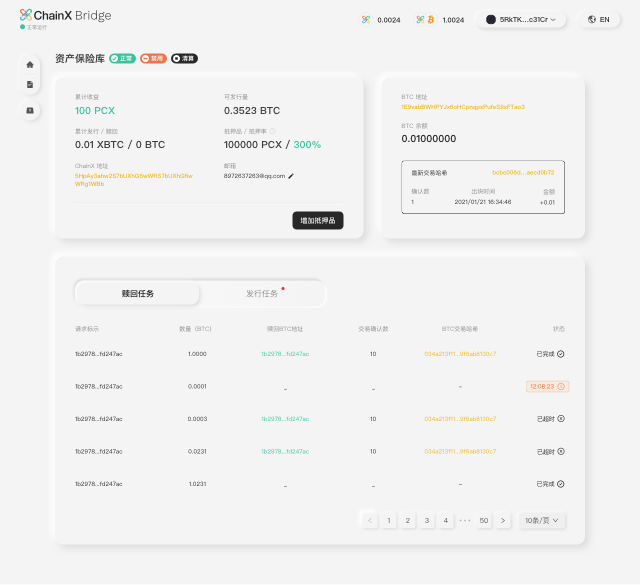 ChainX Bridge
正常运行
0.0024
1.0024
5RkTK...c31Cr
EN
资产保险库 正常 禁用 清算
累计收益
100 PCX
可发行量
0.3523 BTC
累计发行 / 赎回
0.01 XBTC / 0 BTC
抵押品 / 抵押率
100000 PCX / 300%
ChainX 地址
邮箱
8972637263@qq.com
增加抵押品
BTC 地址
BTC 余额
0.01000000
最新交易哈希
确认数 出块时间 金额
1 2021/01/21 16:34:46 +0.01
赎回任务 发行任务
请求标示 数量 (BTC) 赎回BTC地址 交易确认数 BTC交易哈希 状态
1b2978...fd247ac 1.0000 1b2978...fd247ac 10 034a213f11...9f6ab8130c7 已完成
1b2978...fd247ac 0.0001 _ _ – 12:08:23
1b2978...fd247ac 0.0003 1b2978...fd247ac 10 034a213f11...9f6ab8130c7 已超时
1b2978...fd247ac 0.0231 1b2978...fd247ac 10 034a213f11...9f6ab8130c7 已超时
1b2978...fd247ac 1.0231 _ _ – 已完成
< 1 2 3 4 ••• 50 > 10条/页